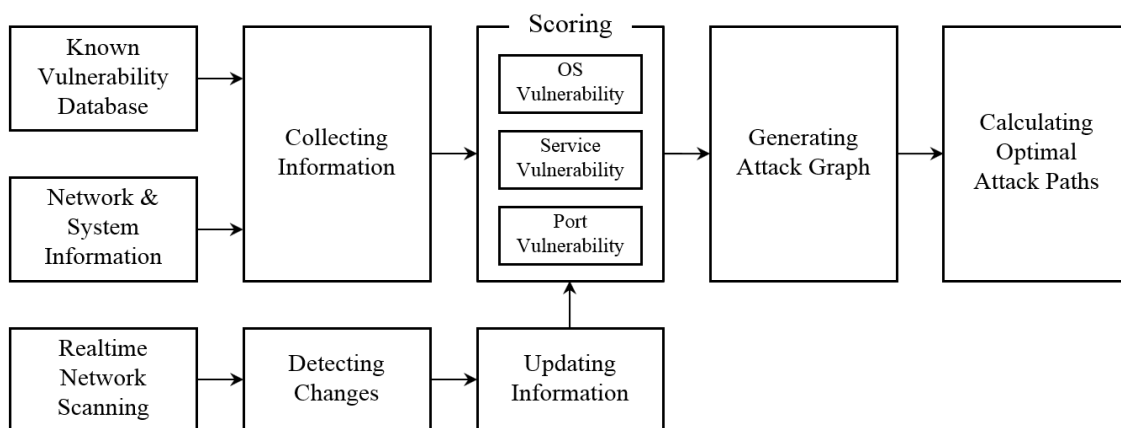 Known
Vulnerability
Database
Network &
System
Information
Collecting
Information
Scoring
OS
Vulnerability
Service
Vulnerability
Port
Vulnerability
Generating
Attack Graph
Calculating
Optimal
Attack Paths
Realtime
Network
Scanning
Detecting
Changes
Updating
Information